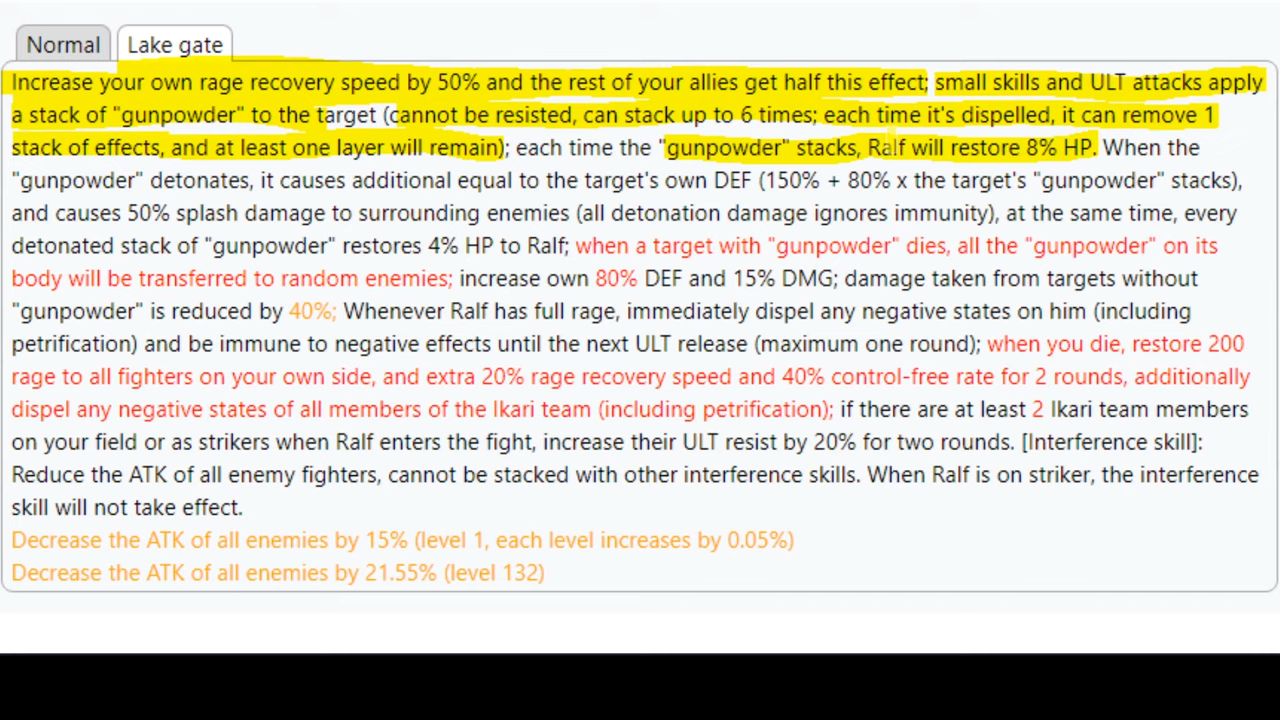 Normal
Lake gate
Increase your own rage recovery speed by 50% and the rest of your allies get half this effect; small skills and ULT attacks apply
a stack of "gunpowder" to the target (cannot be resisted, can stack up to 6 times; each time it's dispelled, it can remove 1
stack of effects, and at least one layer will remain); each time the "gunpowder" stacks, Ralf will restore 8% HP. When the
"gunpowder" detonates, it causes additional equal to the target's own DEF (150% + 80% x the target's "gunpowder" stacks),
and causes 50% splash damage to surrounding enemies (all detonation damage ignores immunity), at the same time, every
detonated stack of "gunpowder" restores 4% HP to Ralf; when a target with "gunpowder" dies, all the "gunpowder" on its
body will be transferred to random enemies; increase own 80% DEF and 15% DMG; damage taken from targets without
"gunpowder" is reduced by 40%; Whenever Ralf has full rage, immediately dispel any negative states on him (including
petrification) and be immune to negative effects until the next ULT release (maximum one round); when you die, restore 200
rage to all fighters on your own side, and extra 20% rage recovery speed and 40% control-free rate for 2 rounds, additionally
dispel any negative states of all members of the Ikari team (including petrification); if there are at least 2 Ikari team members
on your field or as strikers when Ralf enters the fight, increase their ULT resist by 20% for two rounds. [Interference skill]:
Reduce the ATK of all enemy fighters, cannot be stacked with other interference skills. When Ralf is on striker, the interference
skill will not take effect.
Decrease the ATK of all enemies by 15% (level 1, each level increases by 0.05%)
Decrease the ATK of all enemies by 21.55% (level 132)